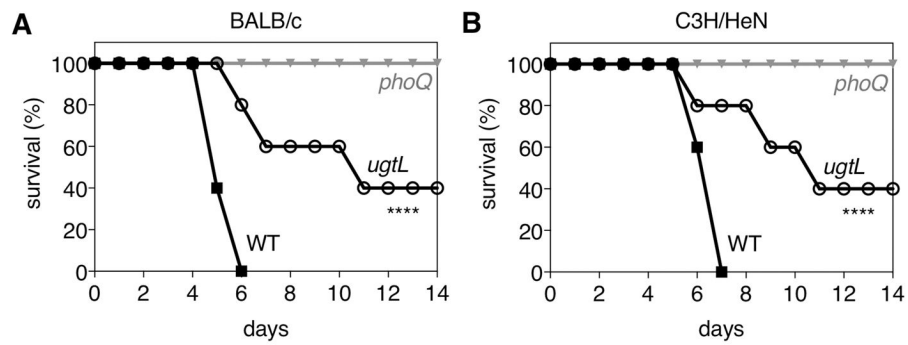 A
BALB/c
survival (%)
100
80
60
40
20
0
phoQ
ugtL
****
WT
0 2 4 6 8 10 12 14
days
B
C3H/HeN
survival (%)
100
80
60
40
20
0
phoQ
ugtL
****
WT
0 2 4 6 8 10 12 14
days